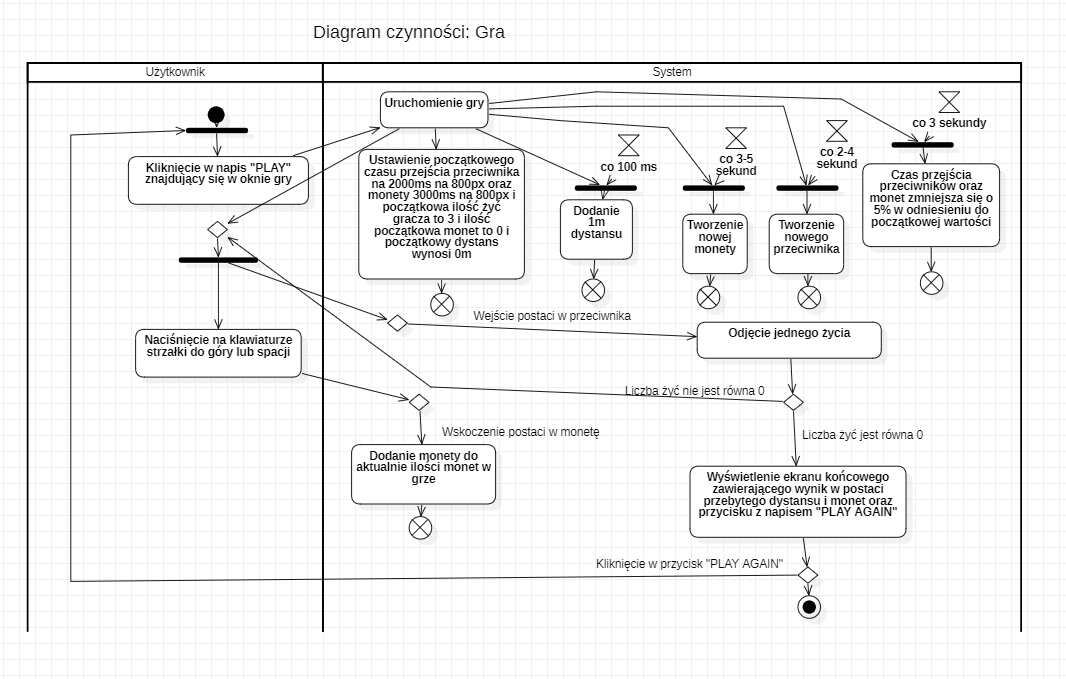 Diagram czynności: Gra
Użytkownik
System
Uruchomienie gry
co 3 sekundy
co 100 ms
co 3-5
sekund
co 2-4
sekund
Kliknięcie w napis "PLAY"
znajdujący się w oknie gry
Ustawienie początkowego
czasu przejścia przeciwnika
na 2000ms na 800px oraz
monety 3000ms na 800px i
początkowa ilość żyć
gracza to 3 i ilość
początkowa monet to 0 i
początkowy dystans
wynosi 0m
Dodanie
1m
dystansu
Tworzenie
nowej
monety
Tworzenie
nowego
przeciwnika
Czas przejścia
przeciwników oraz
monet zmniejsza się o
5% w odniesieniu do
początkowej wartości
Wejście postaci w przeciwnika
Odjęcie jednego życia
Naciśnięcie na klawiaturze
strzałki do góry lub spacji
Liczba żyć nie jest równa 0
Wskoczenie postaci w monetę
Liczba żyć jest równa 0
Dodanie monety do
aktualnie ilości monet w
grze
Wyświetlenie ekranu końcowego
zawierającego wynik w postaci
przebytego dystansu i monet oraz
przycisku z napisem "PLAY AGAIN"
Kliknięcie w przycisk "PLAY AGAIN"